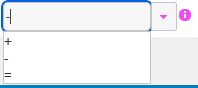 -
+
-
=